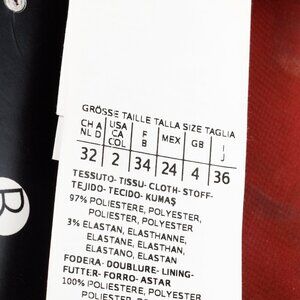 GRÖSSE TAILLE TALLA SIZE TAGLIA
CH A USA F MEX GB I
NL D CA B J
COL
32 2 34 24 4 36
TESSUTO- TISSU- CLOTH- STOFF-
TEJIDO- TECIDO- KUMAŞ
97% POLIESTERE, POLYESTER,
POLIÉSTER, POLYESTER
3% ELASTAN, ELASTHANNE,
ELASTANE, ELASTHAN,
ELASTANO, ELASTAN
FODERA- DOUBLURE- LINING-
FUTTER- FORRO- ASTAR
100% POLIESTERE, POLYESTER,
R